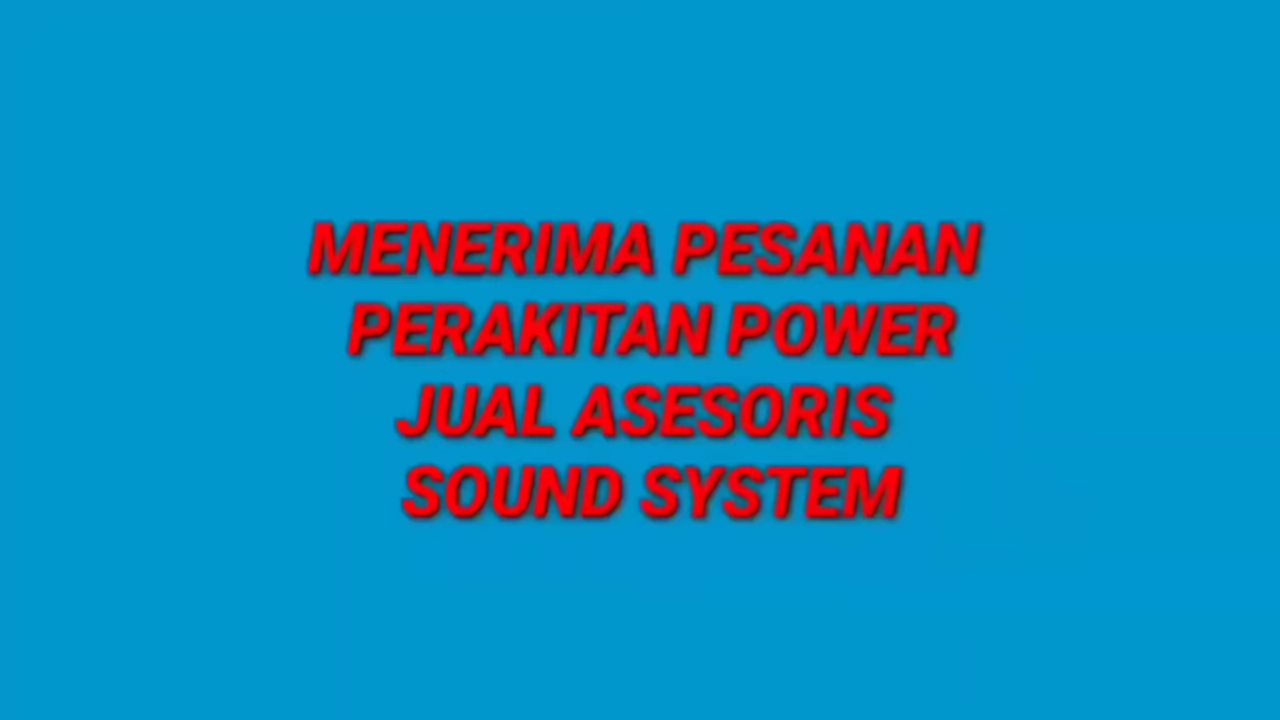 MENERIMA PESANAN
PERAKITAN POWER
JUAL ASESORIS
SOUND SYSTEM